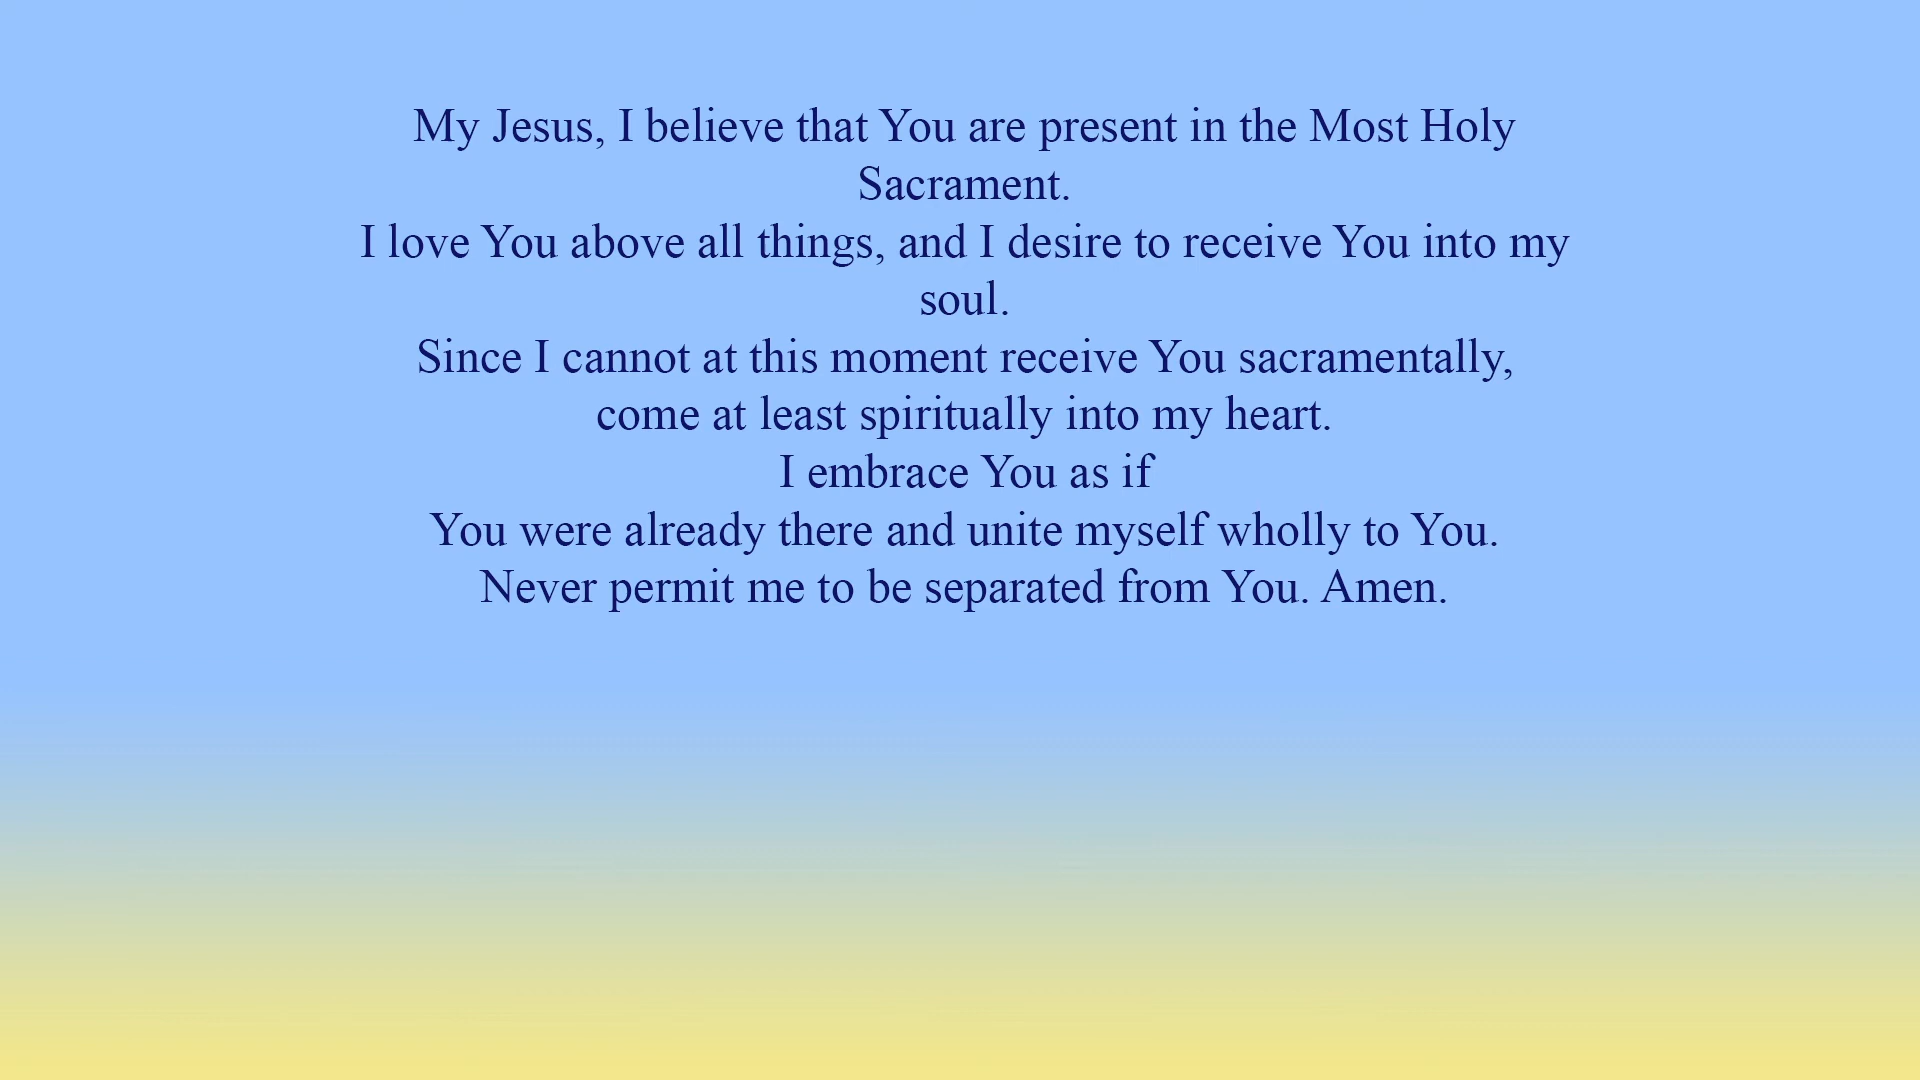 My Jesus, I believe that You are present in the Most Holy
Sacrament.
I love You above all things, and I desire to receive You into my
soul.
Since I cannot at this moment receive You sacramentally,
come at least spiritually into my heart.
I embrace You as if
You were already there and unite myself wholly to You.
Never permit me to be separated from You. Amen.